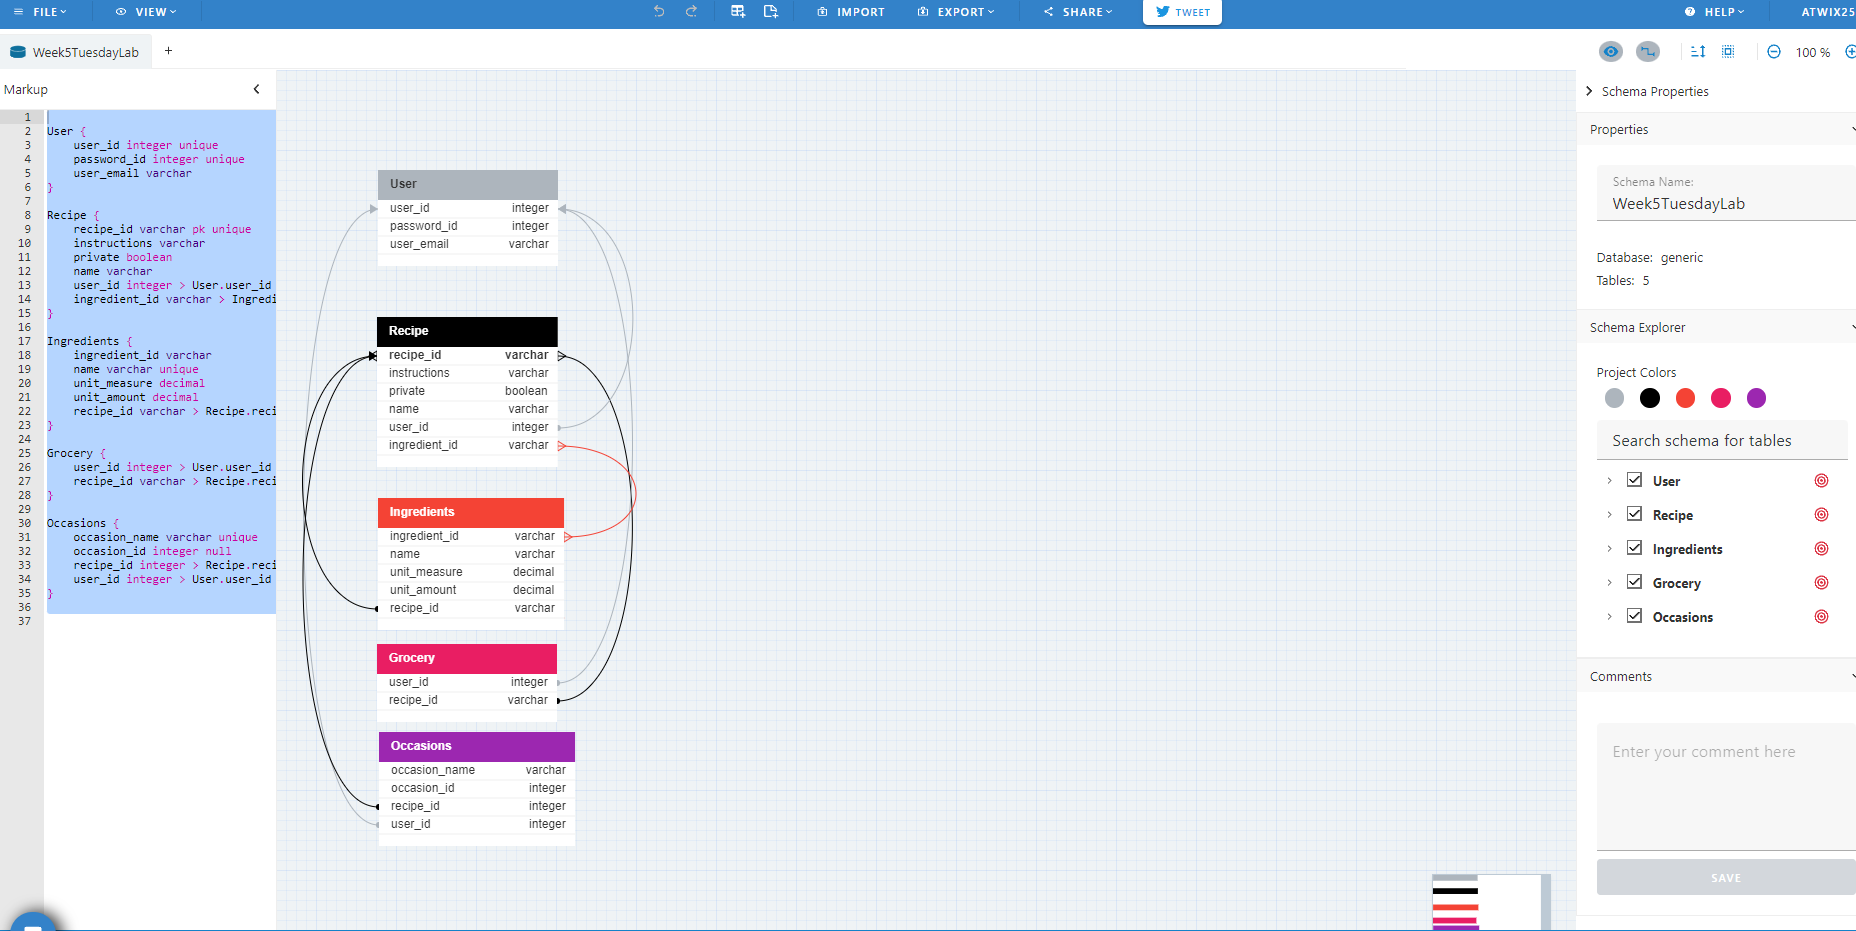 FILE VIEW IMPORT EXPORT SHARE TWEET HELP ATWIX25
Week5TuesdayLab +
100 %
Markup
1
2 User {
3 user_id integer unique
4 password_id integer unique
5 user_email varchar
6 }
7
8 Recipe {
9 recipe_id varchar pk unique
10 instructions varchar
11 private boolean
12 name varchar
13 user_id integer > User.user_id
14 ingredient_id varchar > Ingredi
15 }
16
17 Ingredients {
18 ingredient_id varchar
19 name varchar unique
20 unit_measure decimal
21 unit_amount decimal
22 recipe_id varchar > Recipe.reci
23 }
24
25 Grocery {
26 user_id integer > User.user_id
27 recipe_id varchar > Recipe.reci
28 }
29
30 Occasions {
31 occasion_name varchar unique
32 occasion_id integer null
33 recipe_id integer > Recipe.reci
34 user_id integer > User.user_id
35 }
36
37
User
user_id integer
password_id integer
user_email varchar
Recipe
recipe_id varchar
instructions varchar
private boolean
name varchar
user_id integer
ingredient_id varchar
Ingredients
ingredient_id varchar
name varchar
unit_measure decimal
unit_amount decimal
recipe_id varchar
Grocery
user_id integer
recipe_id varchar
Occasions
occasion_name varchar
occasion_id integer
recipe_id integer
user_id integer
Schema Properties
Properties
Schema Name:
Week5TuesdayLab
Database: generic
Tables: 5
Schema Explorer
Project Colors
Search schema for tables
User
Recipe
Ingredients
Grocery
Occasions
Comments
Enter your comment here
SAVE